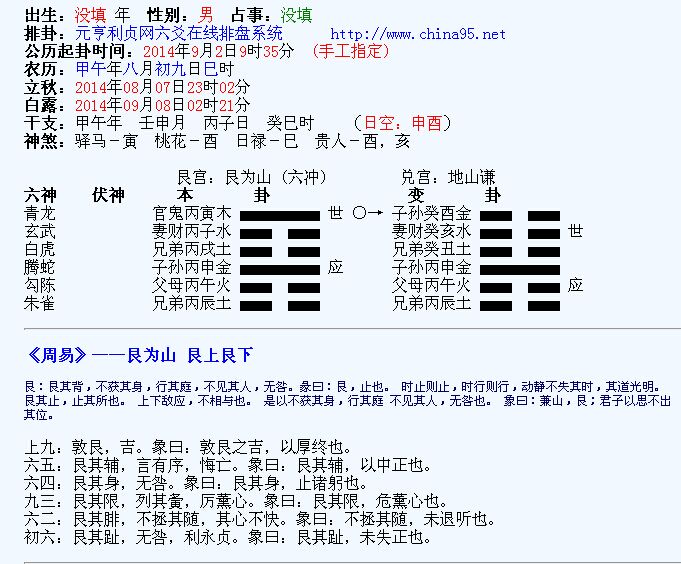 出生：没填 年　性别：男　占事：没填
排卦：元亨利贞网六爻在线排盘系统　　http://www.china95.net
公历起卦时间：2014年9月2日9时35分　（手工指定）
农历：甲午年八月初九日巳时
立秋：2014年08月07日23时02分
白露：2014年09月08日02时21分
干支：甲午年　壬申月　丙子日　癸巳时　　（日空：申酉）
神煞：驿马－寅　桃花－酉　日禄－巳　贵人－酉，亥
艮宫：艮为山（六冲）　　兑宫：地山谦
六神　伏神　本　卦　变　卦
青龙　官鬼丙寅木　世　○→　子孙癸酉金
玄武　妻财丙子水　妻财癸亥水　世
白虎　兄弟丙戌土　兄弟癸丑土
腾蛇　子孙丙申金　应　子孙丙申金
勾陈　父母丙午火　父母丙午火　应
朱雀　兄弟丙辰土　兄弟丙辰土
《周易》——艮为山 艮上艮下
艮：艮其背，不获其身，行其庭，不见其人，无咎。彖曰：艮，止也。 时止则止，时行则行，动静不失其时，其道光明。
艮其止，止其所也。 上下敌应，不相与也。 是以不获其身，行其庭 不见其人，无咎也。 象曰：兼山，艮；君子以思不出
其位。
上九：敦艮，吉。象曰：敦艮之吉，以厚终也。
六五：艮其辅，言有序，悔亡。象曰：艮其辅，以中正也。
六四：艮其身，无咎。象曰：艮其身，止诸躬也。
九三：艮其限，列其夤，厉薰心。象曰：艮其限，危薰心也。
六二：艮其腓，不拯其随，其心不快。象曰：不拯其随，未退听也。
初六：艮其趾，无咎，利永贞。象曰：艮其趾，未失正也。